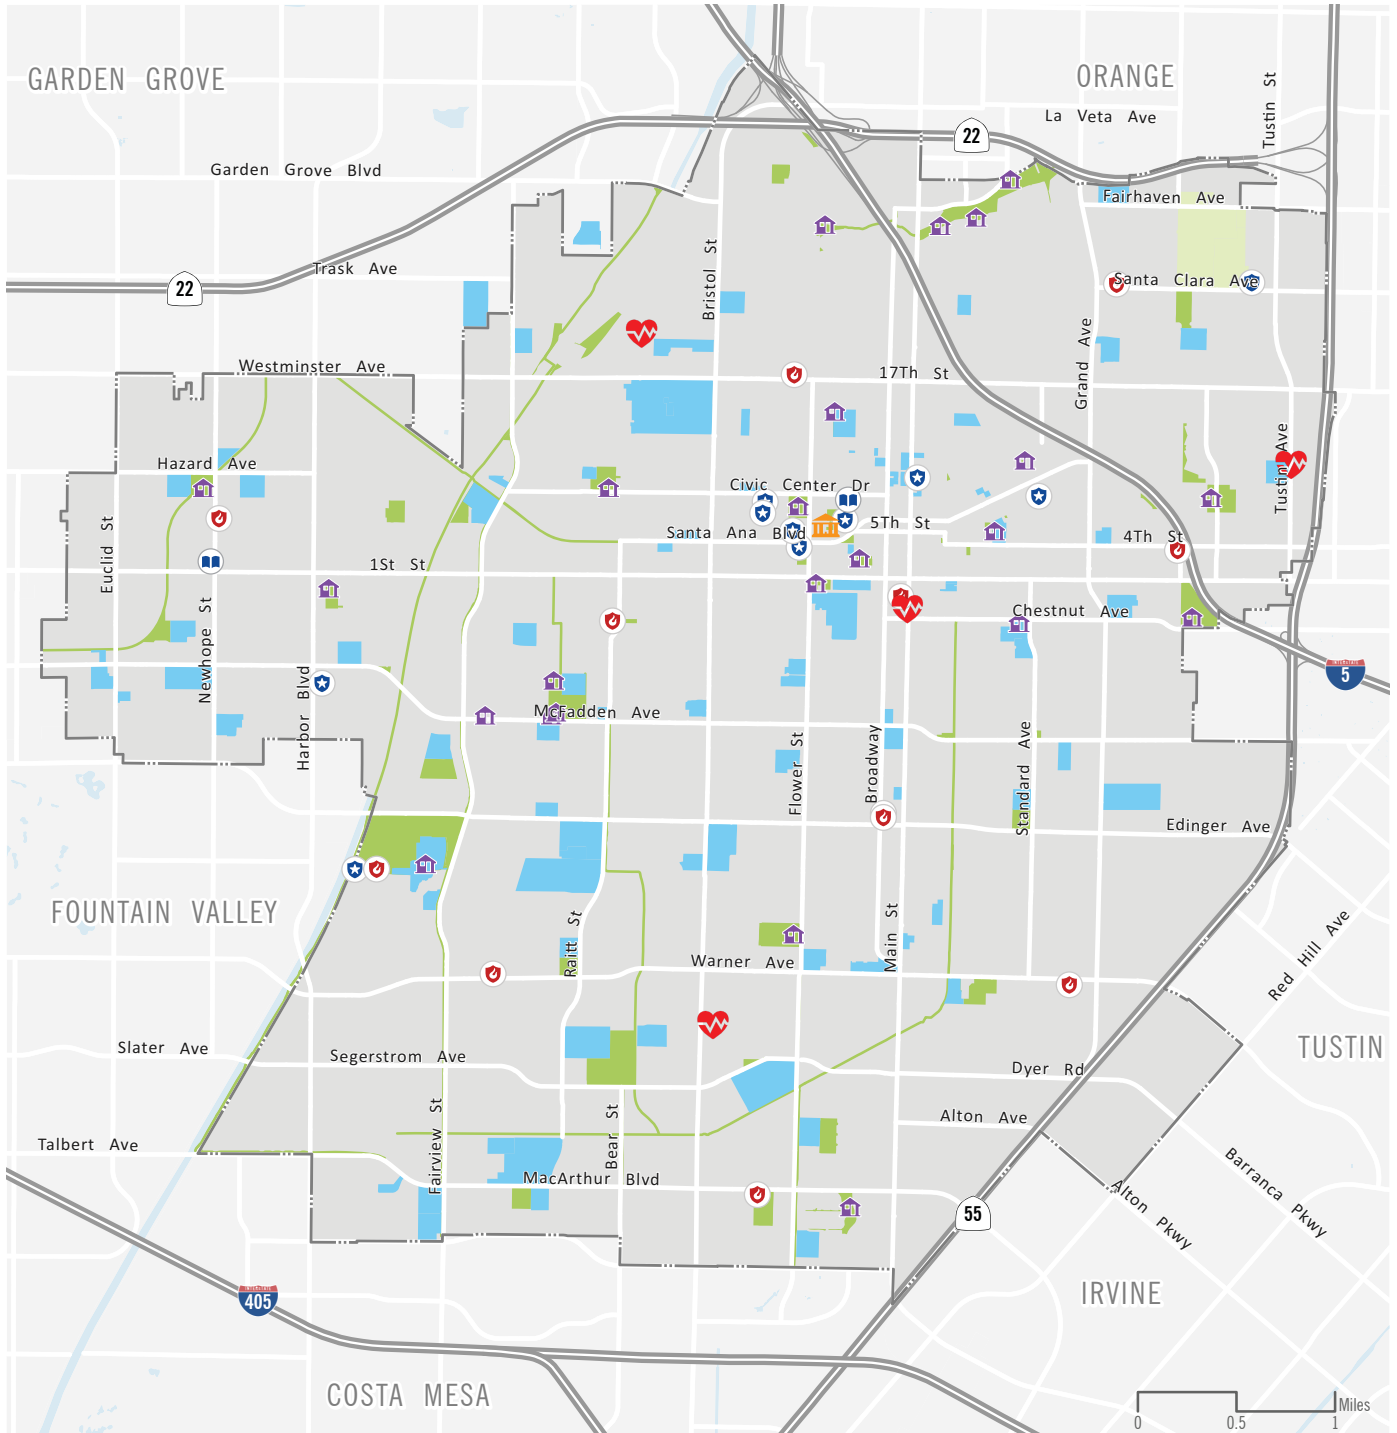 GARDEN GROVE
ORANGE
Tustin St
La Veta Ave
22
Garden Grove Blvd
Fairhaven Ave
Trask Ave
Bristol St
Santa Clara Ave
22
Grand Ave
Westminster Ave
17Th St
Tustin Ave
Hazard Ave
Civic Center Dr
Euclid St
Santa Ana Blvd
5Th St
4Th St
1St St
Newhope St
Chestnut Ave
Harbor Blvd
INTERSTATE
5
McFadden Ave
Flower St
Broadway
Standard Ave
Edinger Ave
FOUNTAIN VALLEY
Raitt St
Main St
Red Hill Ave
Warner Ave
TUSTIN
Slater Ave
Segerstrom Ave
Dyer Rd
Fairview St
Bear St
Alton Ave
Talbert Ave
MacArthur Blvd
Barranca Pkwy
Alton Pkwy
55
INTERSTATE
405
IRVINE
COSTA MESA
Miles
0 0.5 1